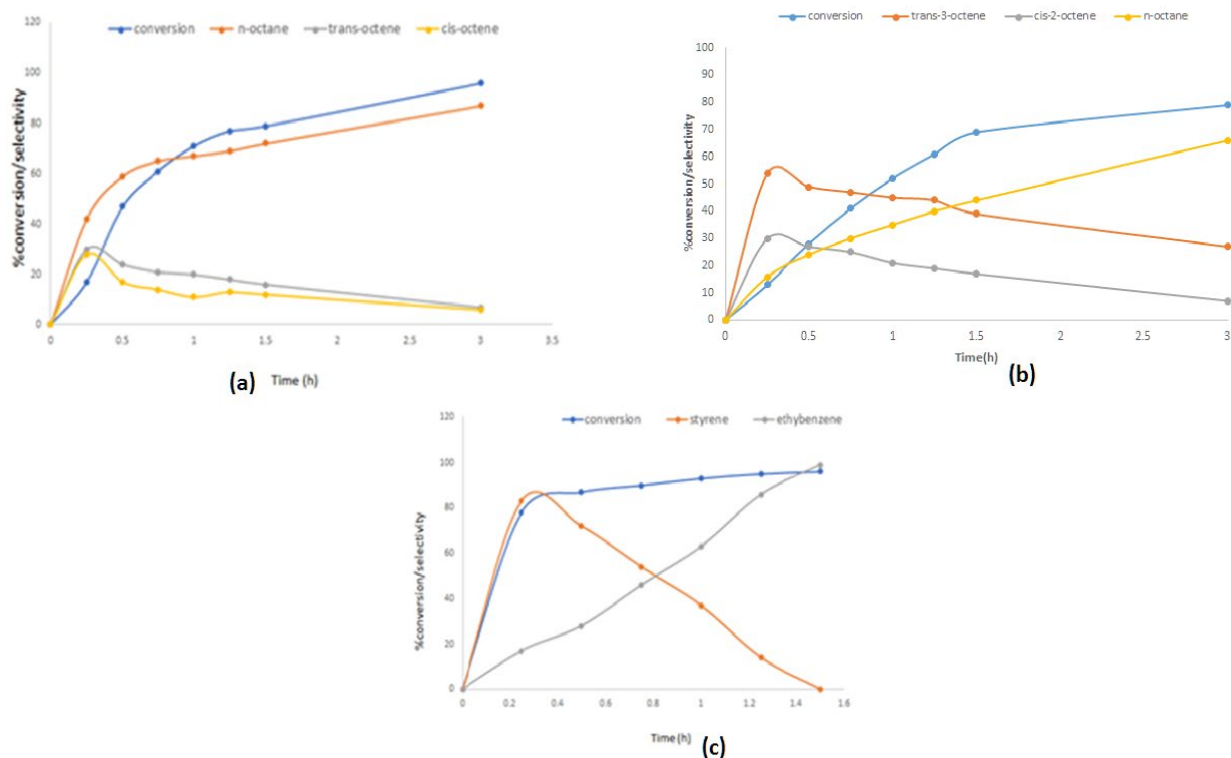 conversion n-octane trans-octene cis-octene
%conversion/selectivity
120
100
80
60
40
20
0
0 0.5 1 1.5 2 2.5 3 3.5
(a) Time (h)
conversion trans-3-octene cis-2-octene n-octane
%conversion/selectivity
100
90
80
70
60
50
40
30
20
10
0
0 0.5 1 1.5 2 2.5 3
Time(h)
(b)
conversion styrene ethybenzene
%conversion/selectivity
120
100
80
60
40
20
0
0 0.2 0.4 0.6 0.8 1 1.2 1.4 1.6
Time(h)
(c)